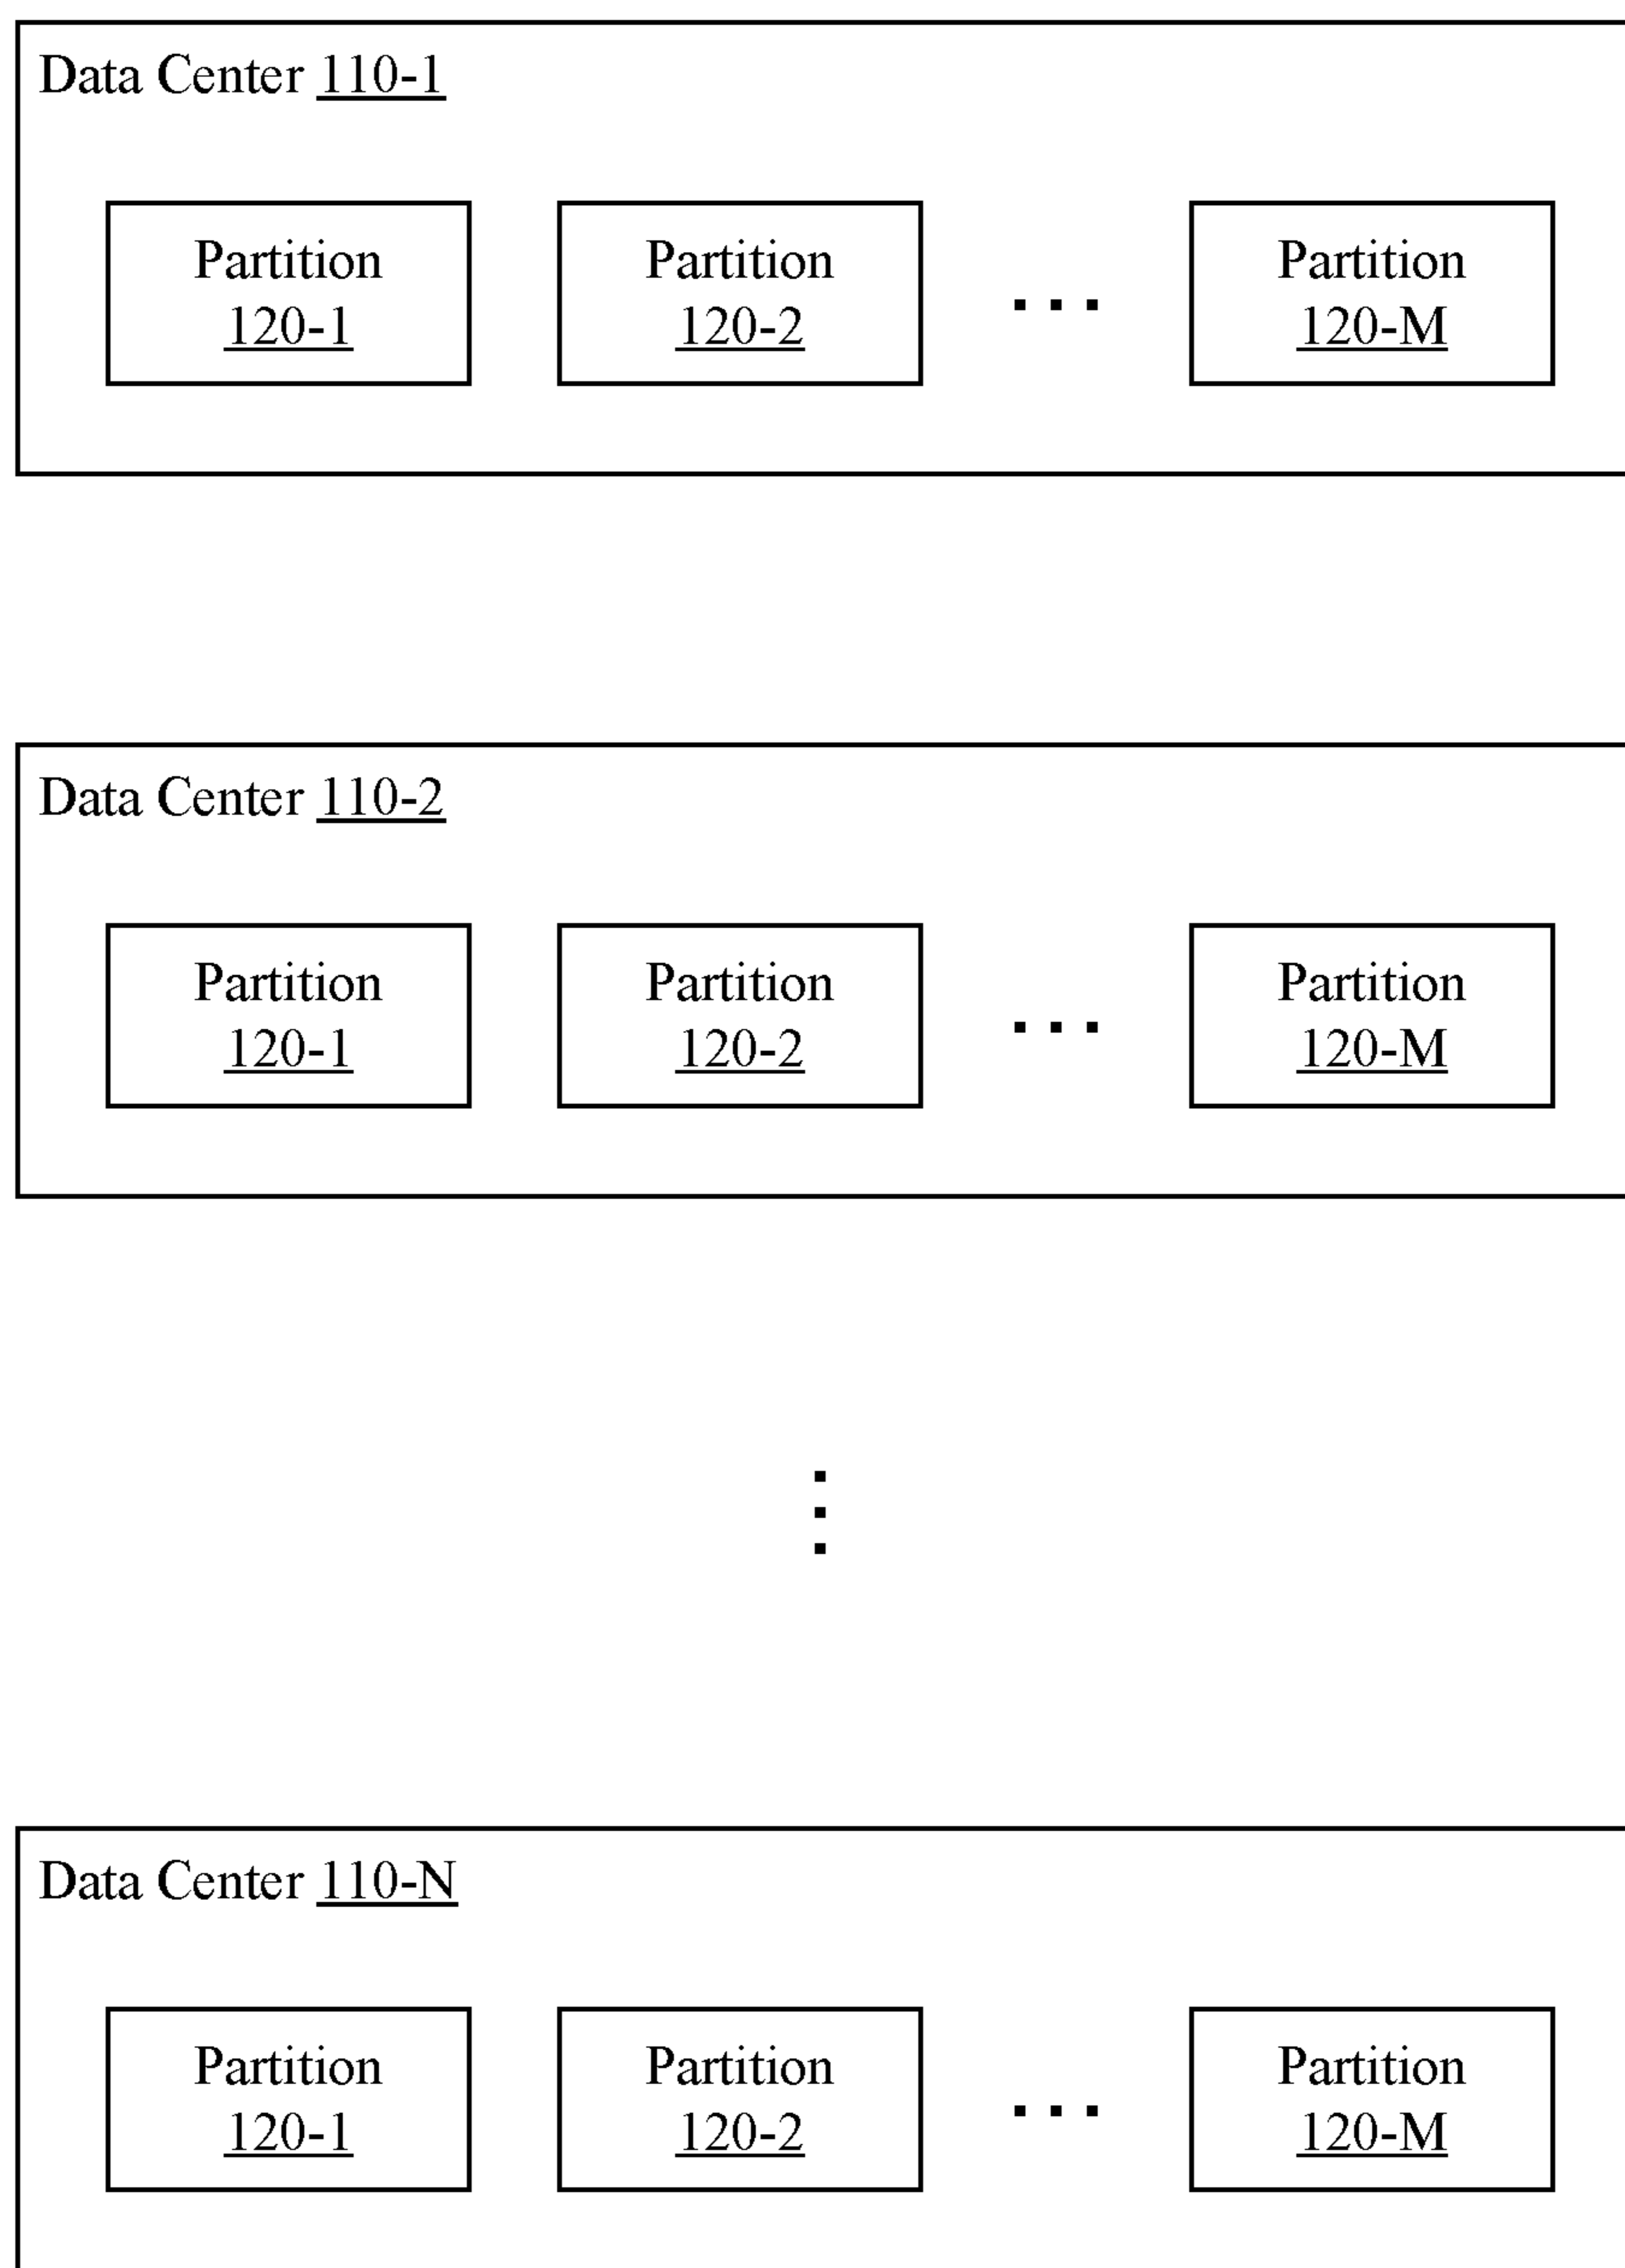 Data Center 110-1
Partition Partition Partition
120-1 120-2 ... 120-M
Data Center 110-2
Partition Partition Partition
120-1 120-2 ... 120-M
Data Center 110-N
Partition Partition Partition
120-1 120-2 ... 120-M